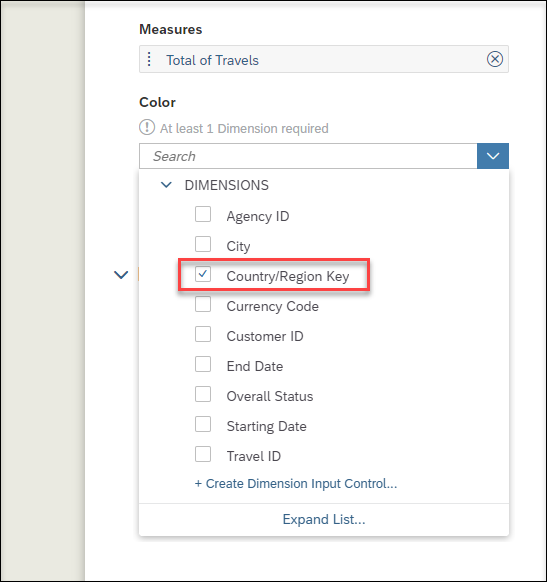 Measures
Total of Travels
Color
At least 1 Dimension required
Search
DIMENSIONS
Agency ID
City
Country/Region Key
Currency Code
Customer ID
End Date
Overall Status
Starting Date
Travel ID
+ Create Dimension Input Control...
Expand List...